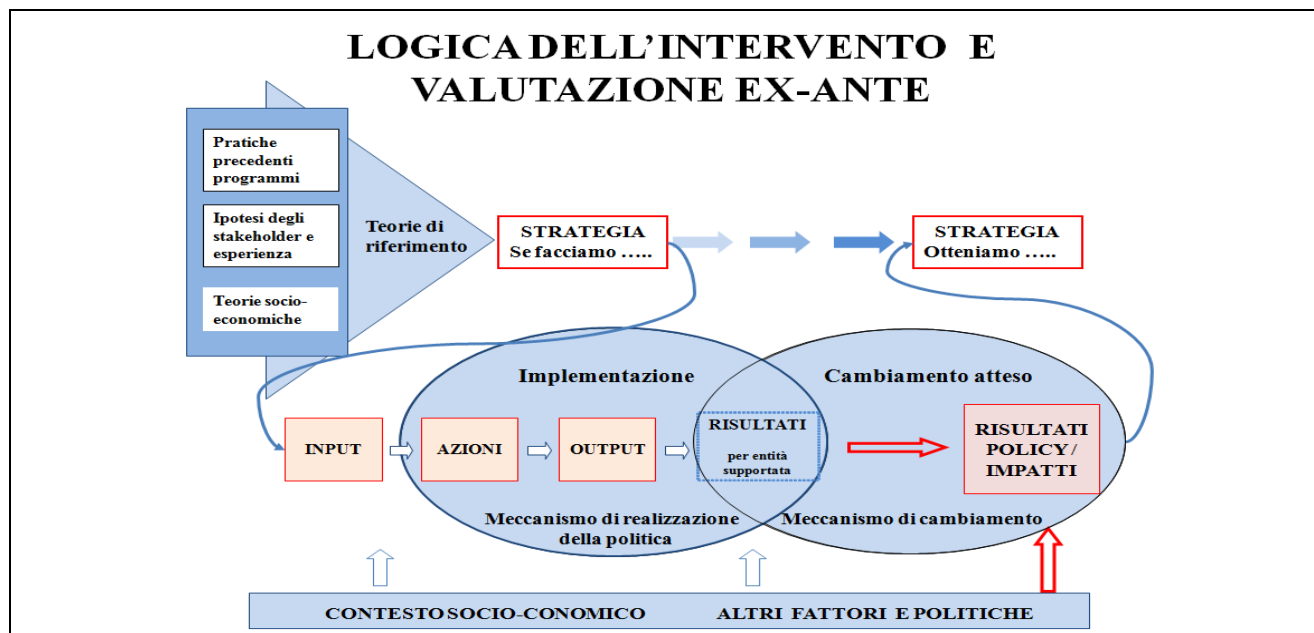 LOGICA DELL'INTERVENTO E
VALUTAZIONE EX-ANTE
Pratiche
precedenti
programmi
Ipotesi degli
stakeholder e
esperienza
Teorie socio-
economiche
Teorie di
riferimento
STRATEGIA
Se facciamo …..
STRATEGIA
Otteniamo …..
Implementazione
Cambiamento atteso
INPUT
AZIONI
OUTPUT
RISULTATI
per entità
supportata
RISULTATI
POLICY /
IMPATTI
Meccanismo di realizzazione
della politica
Meccanismo di cambiamento
CONTESTO SOCIO-CONOMICO
ALTRI FATTORI E POLITICHE